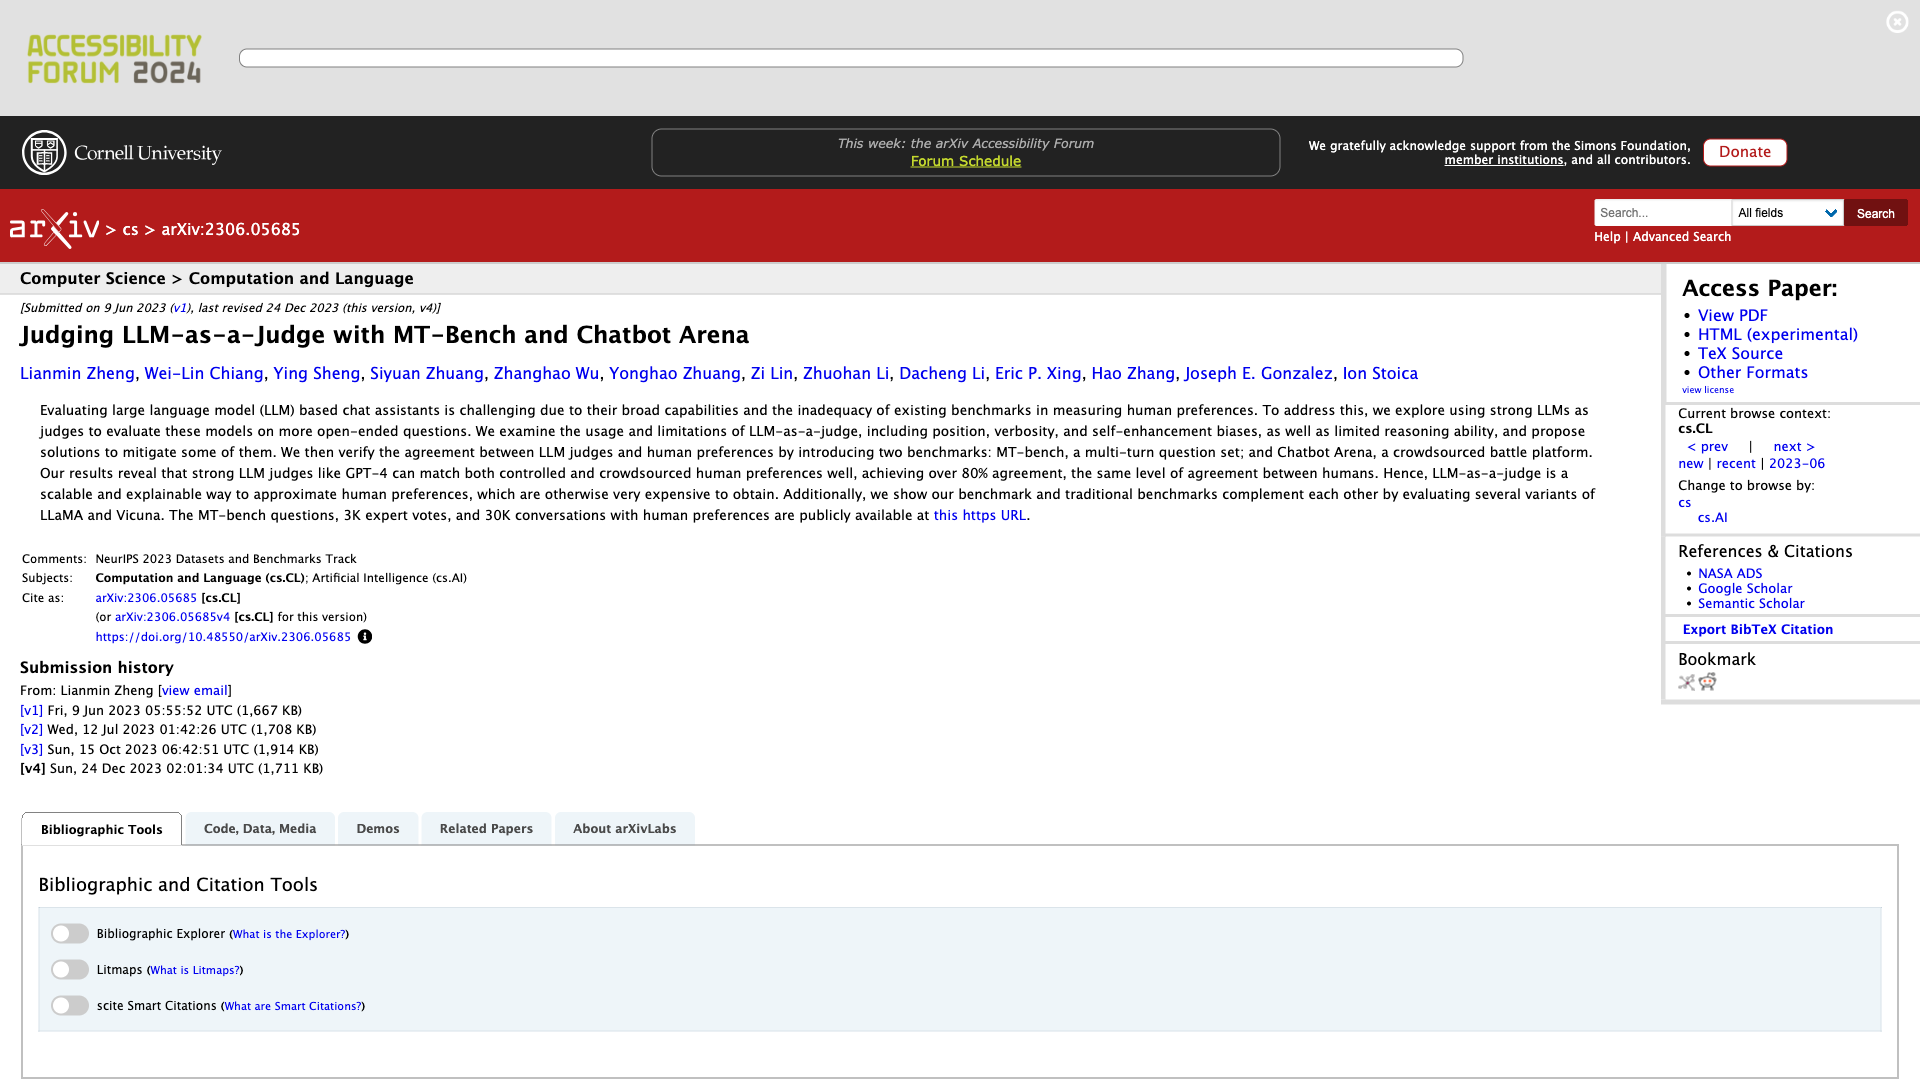 ACCESSIBILITY
FORUM 2024
Cornell University
This week: the arXiv Accessibility Forum
Forum Schedule
We gratefully acknowledge support from the Simons Foundation,
member institutions, and all contributors.
Donate
arXiv > cs > arXiv:2306.05685
Search...
All fields
Search
Help | Advanced Search
Computer Science > Computation and Language
[Submitted on 9 Jun 2023 (v1), last revised 24 Dec 2023 (this version, v4)]
Judging LLM-as-a-Judge with MT-Bench and Chatbot Arena
Lianmin Zheng, Wei-Lin Chiang, Ying Sheng, Siyuan Zhuang, Zhanghao Wu, Yonghao Zhuang, Zi Lin, Zhuohan Li, Dacheng Li, Eric P. Xing, Hao Zhang, Joseph E. Gonzalez, Ion Stoica
Evaluating large language model (LLM) based chat assistants is challenging due to their broad capabilities and the inadequacy of existing benchmarks in measuring human preferences. To address this, we explore using strong LLMs as
judges to evaluate these models on more open-ended questions. We examine the usage and limitations of LLM-as-a-judge, including position, verbosity, and self-enhancement biases, as well as limited reasoning ability, and propose
solutions to mitigate some of them. We then verify the agreement between LLM judges and human preferences by introducing two benchmarks: MT-bench, a multi-turn question set; and Chatbot Arena, a crowdsourced battle platform.
Our results reveal that strong LLM judges like GPT-4 can match both controlled and crowdsourced human preferences well, achieving over 80% agreement, the same level of agreement between humans. Hence, LLM-as-a-judge is a
scalable and explainable way to approximate human preferences, which are otherwise very expensive to obtain. Additionally, we show our benchmark and traditional benchmarks complement each other by evaluating several variants of
LLaMA and Vicuna. The MT-bench questions, 3K expert votes, and 30K conversations with human preferences are publicly available at this https URL.
Comments: NeurIPS 2023 Datasets and Benchmarks Track
Subjects: Computation and Language (cs.CL); Artificial Intelligence (cs.AI)
Cite as: arXiv:2306.05685 [cs.CL]
(or arXiv:2306.05685v4 [cs.CL] for this version)
https://doi.org/10.48550/arXiv.2306.05685
Submission history
From: Lianmin Zheng [view email]
[v1] Fri, 9 Jun 2023 05:55:52 UTC (1,667 KB)
[v2] Wed, 12 Jul 2023 01:42:26 UTC (1,708 KB)
[v3] Sun, 15 Oct 2023 06:42:51 UTC (1,914 KB)
[v4] Sun, 24 Dec 2023 02:01:34 UTC (1,711 KB)
Access Paper:
• View PDF
• HTML (experimental)
• TeX Source
• Other Formats
view license
Current browse context:
cs.CL
< prev | next >
new | recent | 2023-06
Change to browse by:
cs
cs.AI
References & Citations
• NASA ADS
• Google Scholar
• Semantic Scholar
Export BibTeX Citation
Bookmark
Bibliographic Tools
Code, Data, Media
Demos
Related Papers
About arXivLabs
Bibliographic and Citation Tools
Bibliographic Explorer (What is the Explorer?)
Litmaps (What is Litmaps?)
scite Smart Citations (What are Smart Citations?)